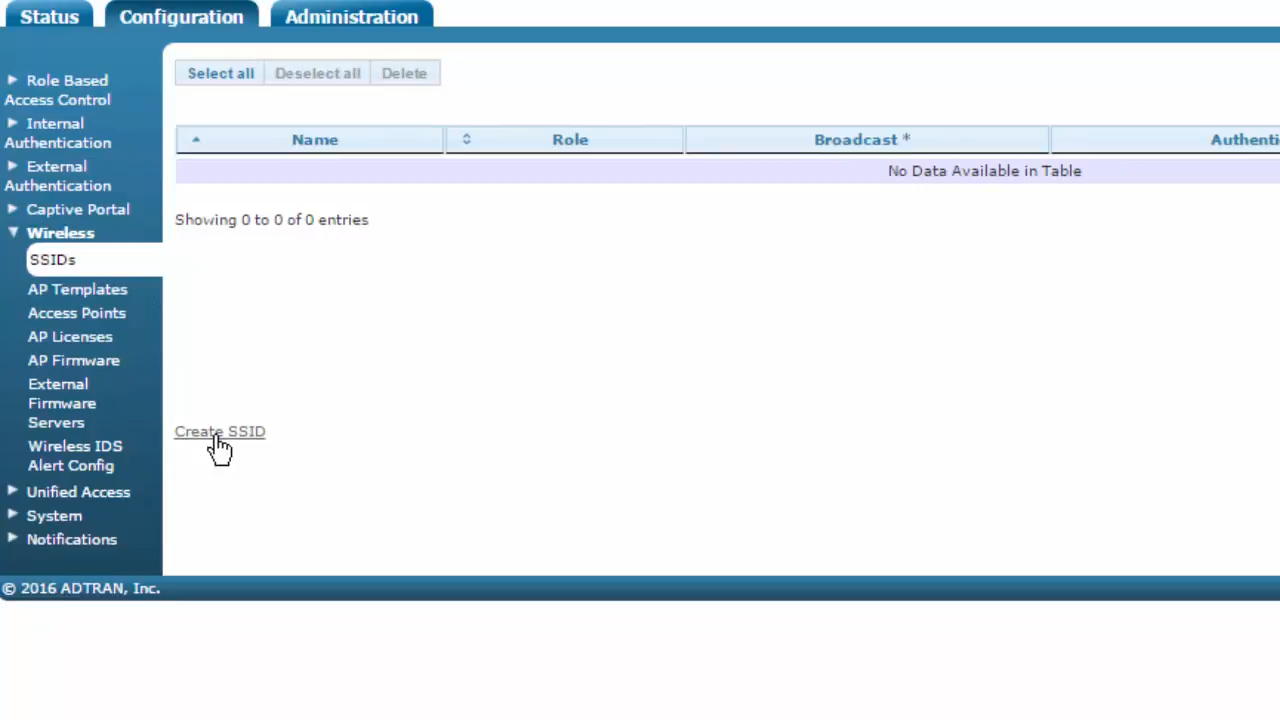 Status Configuration Administration
Role Based
Access Control
Internal
Authentication
External
Authentication
Captive Portal
Wireless
SSIDs
AP Templates
Access Points
AP Licenses
AP Firmware
External
Firmware
Servers
Wireless IDS
Alert Config
Unified Access
System
Notifications
Select all Deselect all Delete
Name Role Broadcast * Authenti
No Data Available in Table
Showing 0 to 0 of 0 entries
Create SSID
© 2016 ADTRAN, Inc.